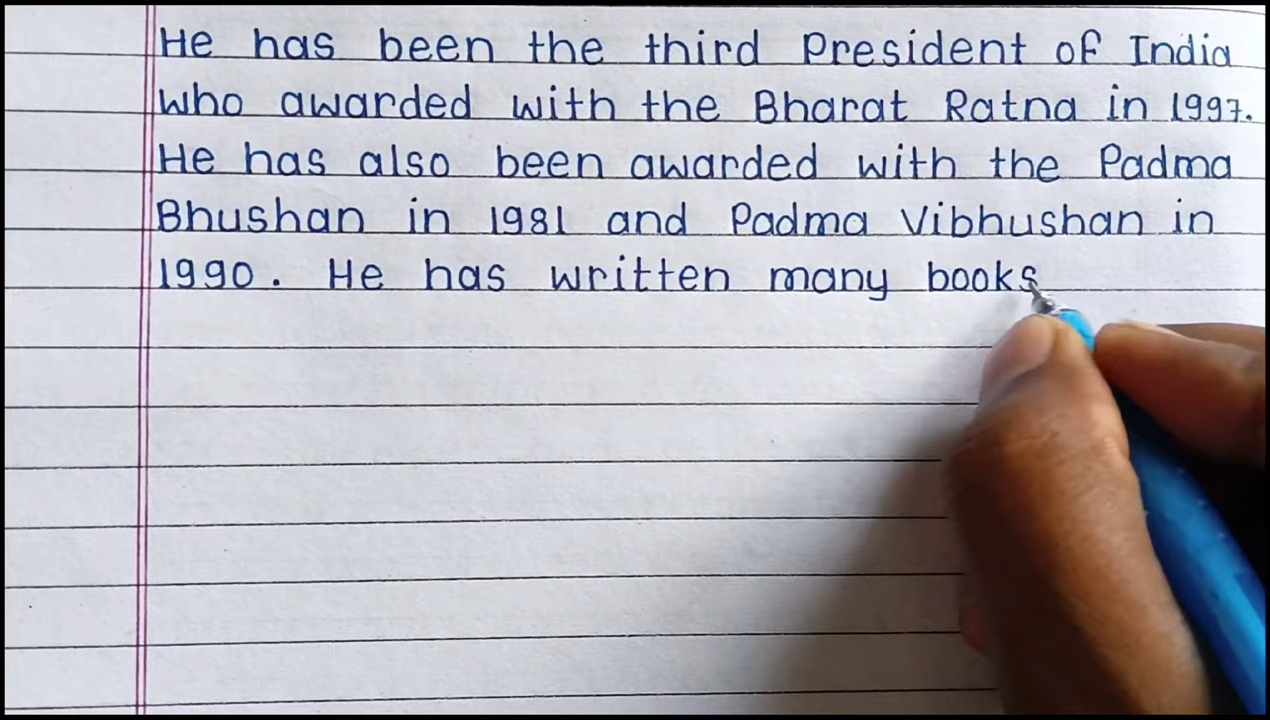 He has been the third President of India
who awarded with the Bharat Ratna in 1997.
He has also been awarded with the Padma
Bhushan in 1981 and Padma Vibhushan in
1990. He has written many books